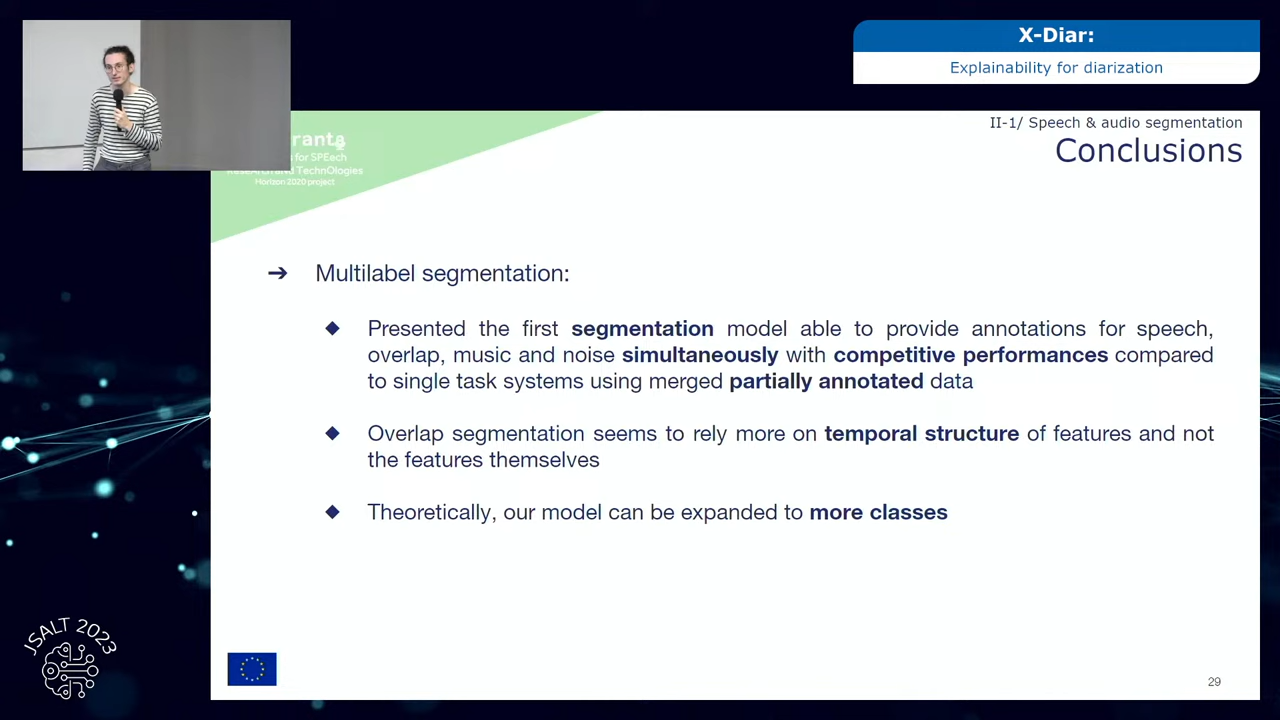 X-Diar:
Explainability for diarization
II-1/ Speech & audio segmentation
Conclusions
for SPEech
TechnOlogies
Horizon 2020 project
➔ Multilabel segmentation:
◆ Presented the first segmentation model able to provide annotations for speech,
overlap, music and noise simultaneously with competitive performances compared
to single task systems using merged partially annotated data
◆ Overlap segmentation seems to rely more on temporal structure of features and not
the features themselves
◆ Theoretically, our model can be expanded to more classes
JSALT 2023
29